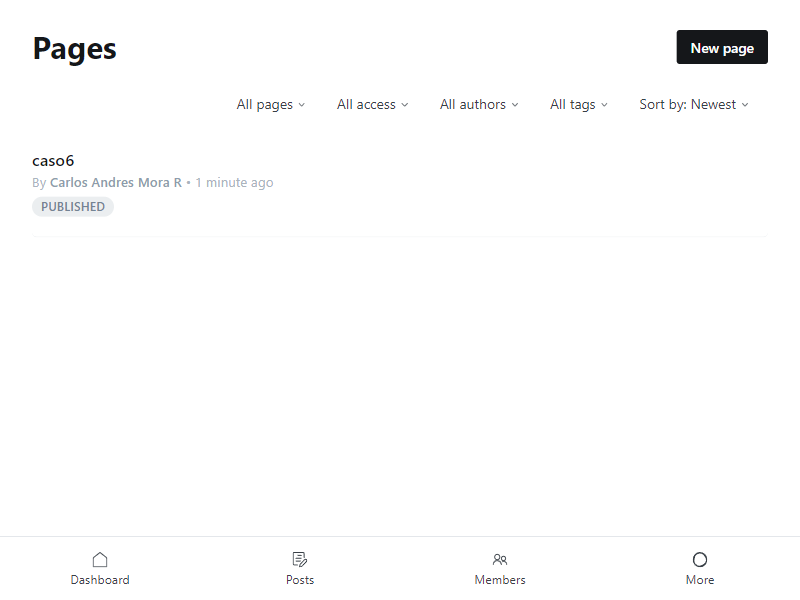 Pages
New page
All pages
All access
All authors
All tags
Sort by: Newest
caso6
By Carlos Andres Mora R • 1 minute ago
PUBLISHED
Dashboard
Posts
Members
More